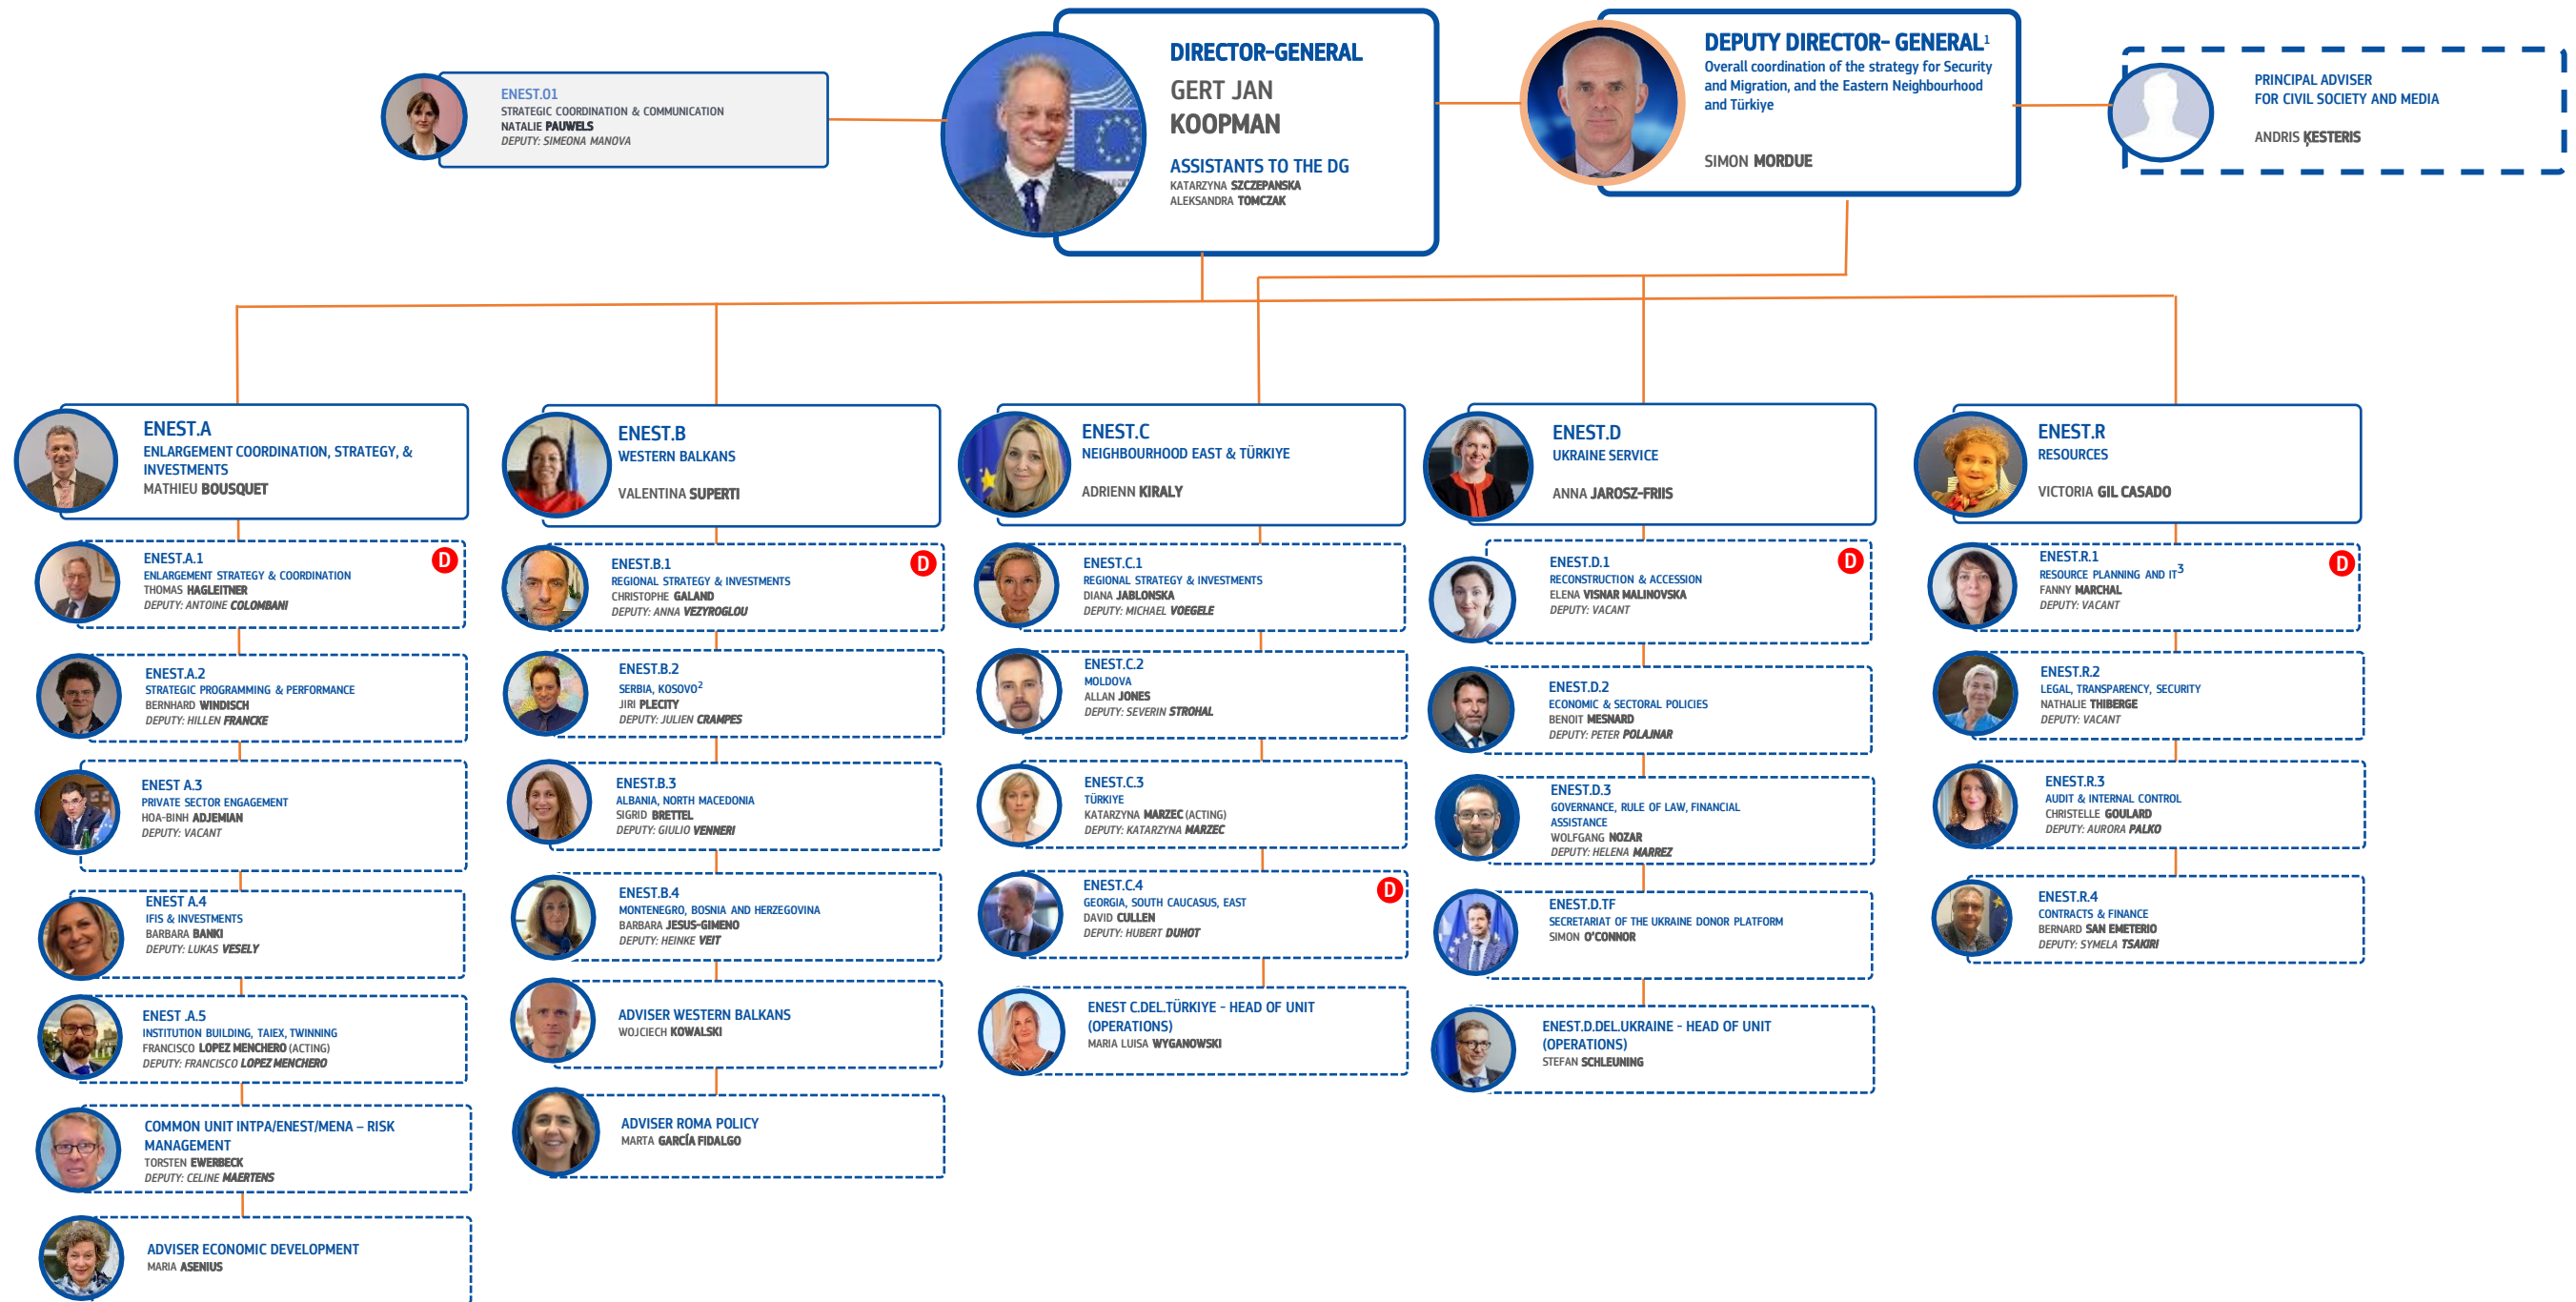 ENEST.01
STRATEGIC COORDINATION & COMMUNICATION
NATALIE PAUWELS
DEPUTY: SIMEONA MANOVA
DIRECTOR-GENERAL
GERT JAN
KOOPMAN
ASSISTANTS TO THE DG
KATARZYNA SZCZEPANSKA
ALEKSANDRA TOMCZAK
DEPUTY DIRECTOR- GENERAL¹
Overall coordination of the strategy for Security
and Migration, and the Eastern Neighbourhood
and Türkiye
SIMON MORDUE
PRINCIPAL ADVISER
FOR CIVIL SOCIETY AND MEDIA
ANDRIS ĶESTERIS
ENEST.A
ENLARGEMENT COORDINATION, STRATEGY, &
INVESTMENTS
MATHIEU BOUSQUET
ENEST.A.1
ENLARGEMENT STRATEGY & COORDINATION
THOMAS HAGLEITNER
DEPUTY: ANTOINE COLOMBANI
D
ENEST.A.2
STRATEGIC PROGRAMMING & PERFORMANCE
BERNHARD WINDISCH
DEPUTY: HILLEN FRANCKE
ENEST A.3
PRIVATE SECTOR ENGAGEMENT
HOA-BINH ADJEMIAN
DEPUTY: VACANT
ENEST A.4
IFIS & INVESTMENTS
BARBARA BANKI
DEPUTY: LUKAS VESELY
ENEST .A.5
INSTITUTION BUILDING, TAIEX, TWINNING
FRANCISCO LOPEZ MENCHERO (ACTING)
DEPUTY: FRANCISCO LOPEZ MENCHERO
COMMON UNIT INTPA/ENEST/MENA – RISK
MANAGEMENT
TORSTEN EWERBECK
DEPUTY: CELINE MAERTENS
ADVISER ECONOMIC DEVELOPMENT
MARIA ASENIUS
ENEST.B
WESTERN BALKANS
VALENTINA SUPERTI
ENEST.B.1
REGIONAL STRATEGY & INVESTMENTS
CHRISTOPHE GALAND
DEPUTY: ANNA VEZYROGLOU
D
ENEST.B.2
SERBIA, KOSOVO²
JIRI PLECITY
DEPUTY: JULIEN CRAMPES
ENEST.B.3
ALBANIA, NORTH MACEDONIA
SIGRID BRETTEL
DEPUTY: GIULIO VENNERI
ENEST.B.4
MONTENEGRO, BOSNIA AND HERZEGOVINA
BARBARA JESUS-GIMENO
DEPUTY: HEINKE VEIT
ADVISER WESTERN BALKANS
WOJCIECH KOWALSKI
ADVISER ROMA POLICY
MARTA GARCÍA FIDALGO
ENEST.C
NEIGHBOURHOOD EAST & TÜRKIYE
ADRIENN KIRALY
ENEST.C.1
REGIONAL STRATEGY & INVESTMENTS
DIANA JABLONSKA
DEPUTY: MICHAEL VOEGELE
ENEST.C.2
MOLDOVA
ALLAN JONES
DEPUTY: SEVERIN STROHAL
ENEST.C.3
TÜRKIYE
KATARZYNA MARZEC (ACTING)
DEPUTY: KATARZYNA MARZEC
ENEST.C.4
GEORGIA, SOUTH CAUCASUS, EAST
DAVID CULLEN
DEPUTY: HUBERT DUHOT
D
ENEST C.DEL.TÜRKIYE - HEAD OF UNIT
(OPERATIONS)
MARIA LUISA WYGANOWSKI
ENEST.D
UKRAINE SERVICE
ANNA JAROSZ-FRIIS
ENEST.D.1
RECONSTRUCTION & ACCESSION
ELENA VISNAR MALINOVSKA
DEPUTY: VACANT
D
ENEST.D.2
ECONOMIC & SECTORAL POLICIES
BENOIT MESNARD
DEPUTY: PETER POLAJNAR
ENEST.D.3
GOVERNANCE, RULE OF LAW, FINANCIAL
ASSISTANCE
WOLFGANG NOZAR
DEPUTY: HELENA MARREZ
ENEST.D.TF
SECRETARIAT OF THE UKRAINE DONOR PLATFORM
SIMON O'CONNOR
ENEST.D.DEL.UKRAINE - HEAD OF UNIT
(OPERATIONS)
STEFAN SCHLEUNING
ENEST.R
RESOURCES
VICTORIA GIL CASADO
ENEST.R.1
RESOURCE PLANNING AND IT³
FANNY MARCHAL
DEPUTY: VACANT
D
ENEST.R.2
LEGAL, TRANSPARENCY, SECURITY
NATHALIE THIBERGE
DEPUTY: VACANT
ENEST.R.3
AUDIT & INTERNAL CONTROL
CHRISTELLE GOULARD
DEPUTY: AURORA PALKO
ENEST.R.4
CONTRACTS & FINANCE
BERNARD SAN EMETERIO
DEPUTY: SYMELA TSAKIRI